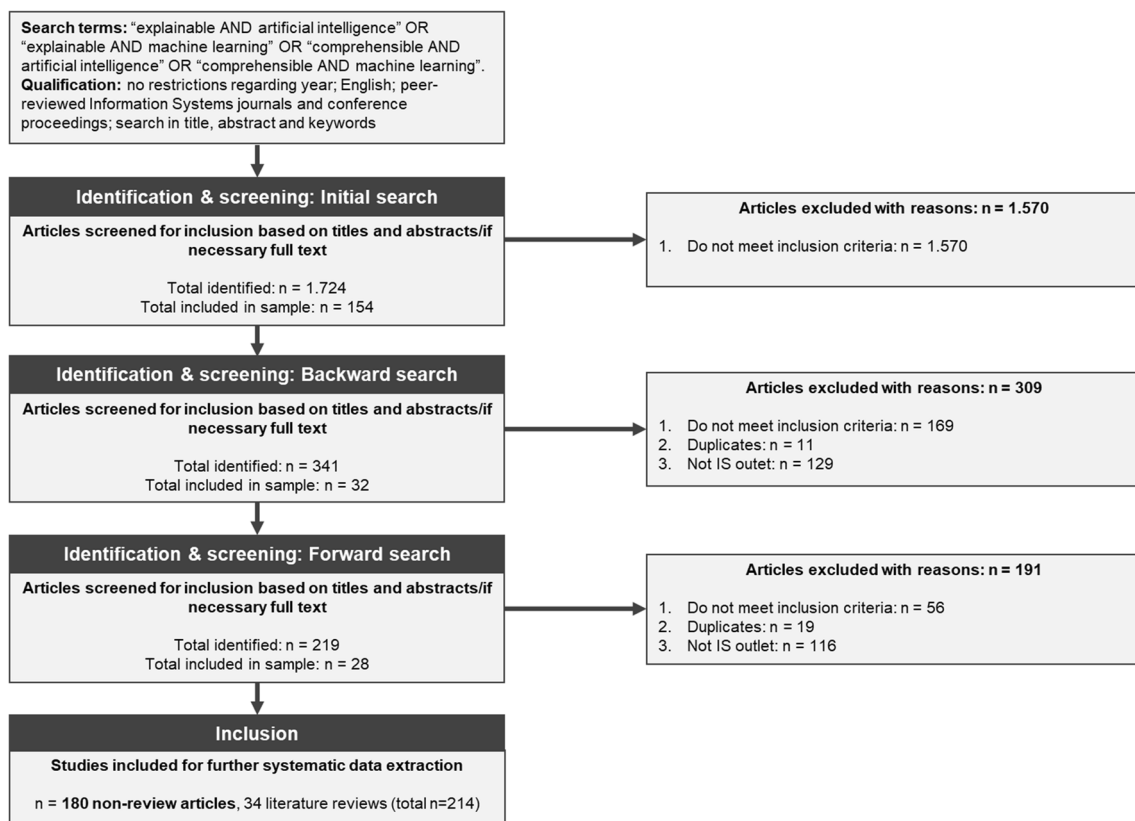 Search terms: “explainable AND artificial intelligence” OR
“explainable AND machine learning” OR “comprehensible AND
artificial intelligence” OR “comprehensible AND machine learning”.
Qualification: no restrictions regarding year; English; peer-
reviewed Information Systems journals and conference
proceedings; search in title, abstract and keywords
Identification & screening: Initial search
Articles screened for inclusion based on titles and abstracts/if
necessary full text
Total identified: n = 1.724
Total included in sample: n = 154
Articles excluded with reasons: n = 1.570
1. Do not meet inclusion criteria: n = 1.570
Identification & screening: Backward search
Articles screened for inclusion based on titles and abstracts/if
necessary full text
Total identified: n = 341
Total included in sample: n = 32
Articles excluded with reasons: n = 309
1. Do not meet inclusion criteria: n = 169
2. Duplicates: n = 11
3. Not IS outet: n = 129
Identification & screening: Forward search
Articles screened for inclusion based on titles and abstracts/if
necessary full text
Total identified: n = 219
Total included in sample: n = 28
Articles excluded with reasons: n = 191
1. Do not meet inclusion criteria: n = 56
2. Duplicates: n = 19
3. Not IS outlet: n = 116
Inclusion
Studies included for further systematic data extraction
n = 180 non-review articles, 34 literature reviews (total n=214)